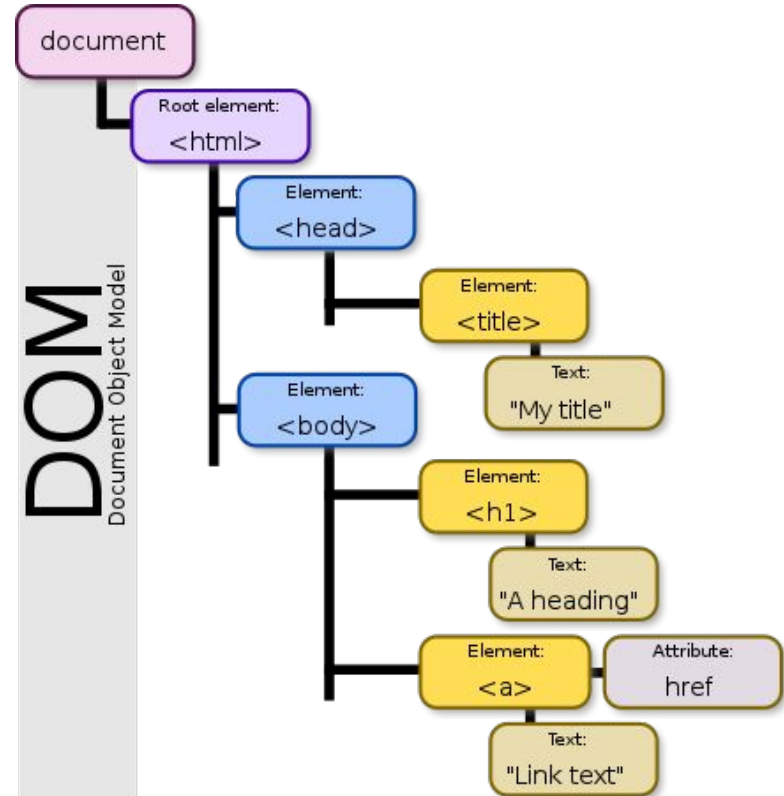 document
Root element:
<html>
Element:
<head>
Element:
<title>
Text:
"My title"
Element:
<body>
Element:
<h1>
Text:
"A heading"
Element:
<a>
Attribute:
href
Text:
"Link text"
DOM
Document Object Model